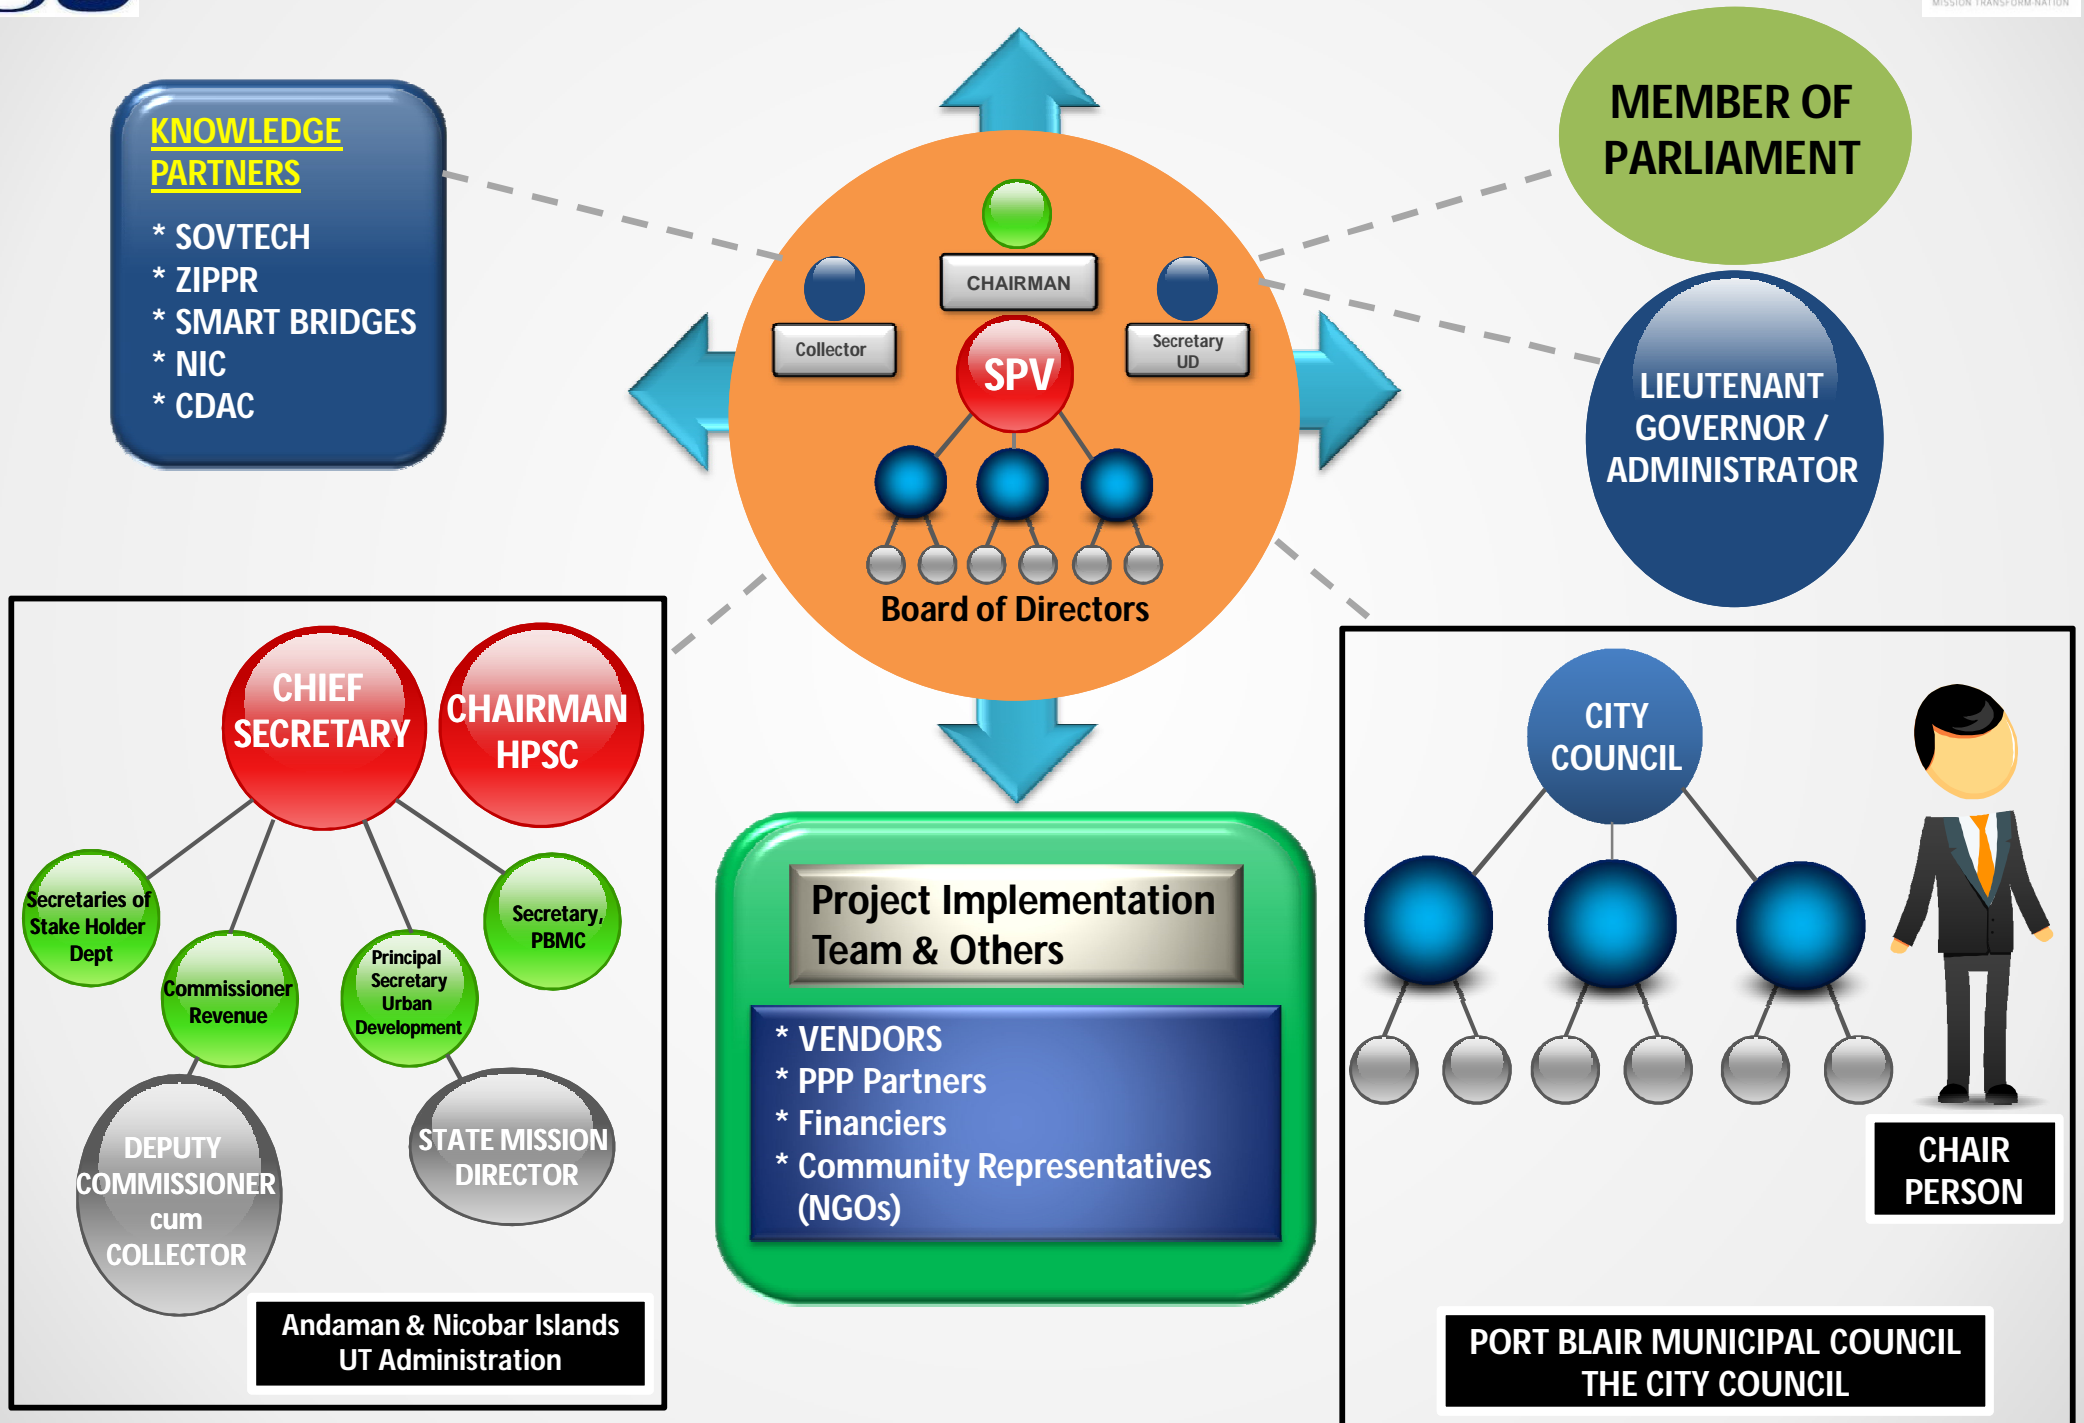 MISSION TRANSFORM-NATION
KNOWLEDGE
PARTNERS
* SOVTECH
* ZIPPR
* SMART BRIDGES
* NIC
* CDAC
CHAIRMAN
Collector
Secretary
UD
SPV
Board of Directors
MEMBER OF
PARLIAMENT
LIEUTENANT
GOVERNOR /
ADMINISTRATOR
CHIEF
SECRETARY
CHAIRMAN
HPSC
Secretaries of
Stake Holder
Dept
Commissioner
Revenue
Principal
Secretary
Urban
Development
Secretary,
PBMC
DEPUTY
COMMISSIONER
cum
COLLECTOR
STATE MISSION
DIRECTOR
Andaman & Nicobar Islands
UT Administration
Project Implementation
Team & Others
* VENDORS
* PPP Partners
* Financiers
* Community Representatives
(NGOs)
CITY
COUNCIL
CHAIR
PERSON
PORT BLAIR MUNICIPAL COUNCIL
THE CITY COUNCIL